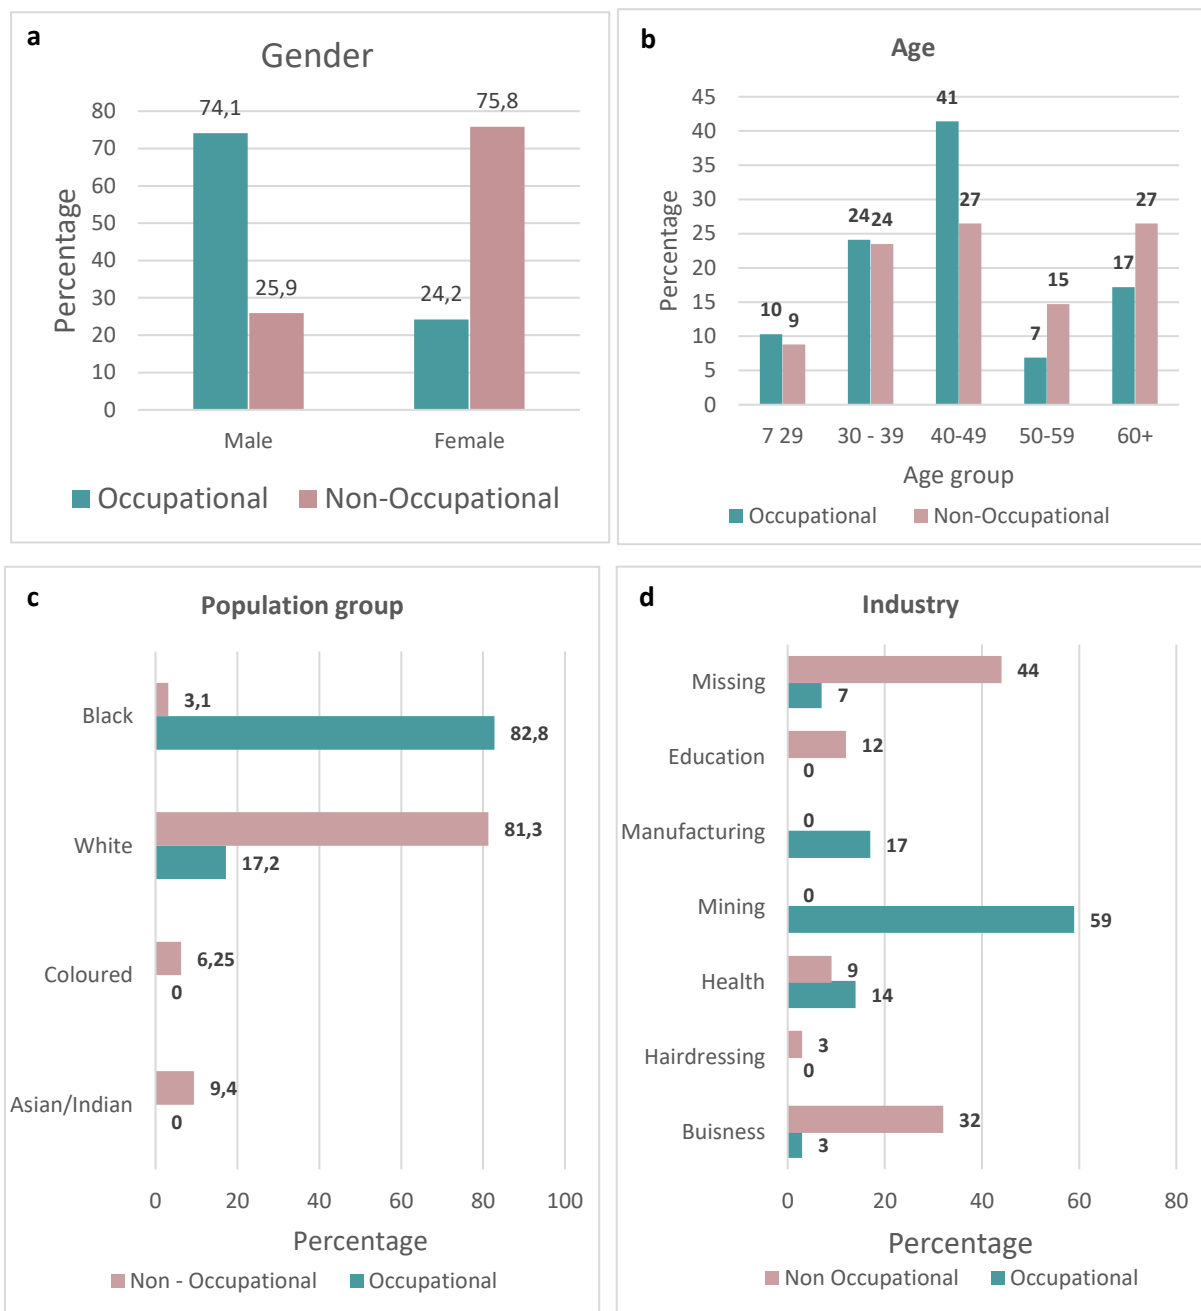 a
Gender
Percentage
80
70
60
50
40
30
20
10
0
74,1
25,9
24,2
75,8
Male Female
Occupational Non-Occupational
b
Age
Percentage
45
40
35
30
25
20
15
10
5
0
10 9
24 24
41 27
7 15
17 27
7 29 30 - 39 40-49 50-59 60+
Age group
Occupational Non-Occupational
c
Population group
Black
3,1
82,8
White
81,3
17,2
Coloured
6,25
0
Asian/Indian
9,4
0
0 20 40 60 80 100
Percentage
Non - Occupational Occupational
d
Industry
Missing
44
7
Education
12
0
Manufacturing
0
17
Mining
0
59
Health
9
14
Hairdressing
3
0
Buisness
32
3
0 20 40 60 80
Percentage
Non Occupational Occupational